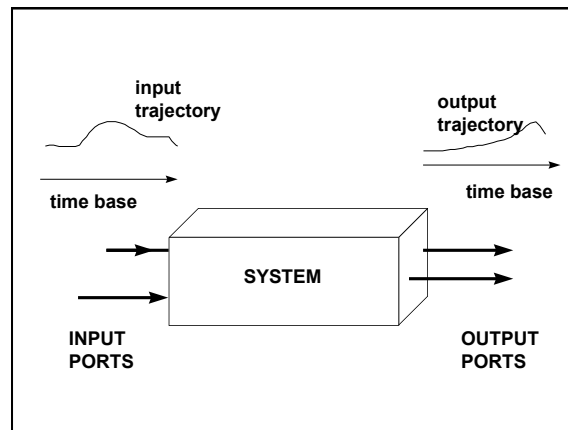 input
trajectory
time base
output
trajectory
time base
SYSTEM
INPUT
PORTS
OUTPUT
PORTS